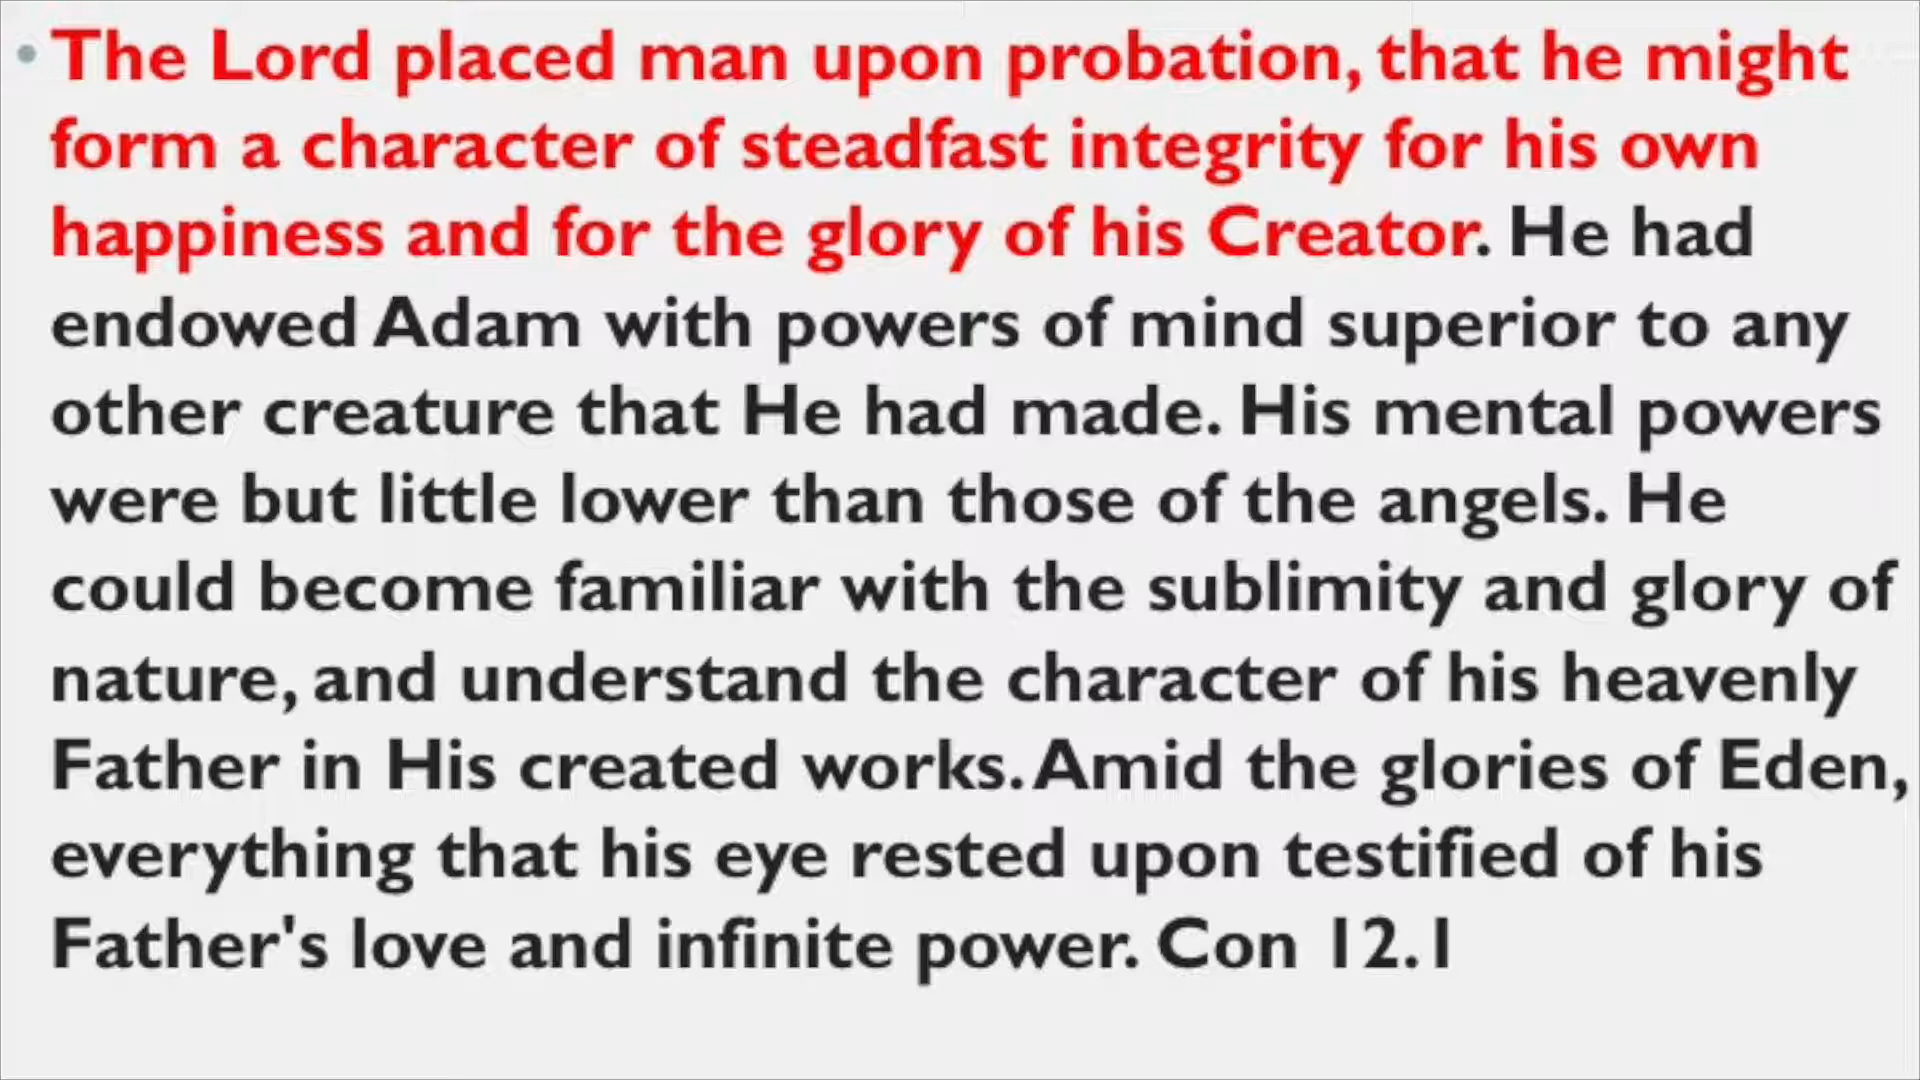 • The Lord placed man upon probation, that he might
form a character of steadfast integrity for his own
happiness and for the glory of his Creator. He had
endowed Adam with powers of mind superior to any
other creature that He had made. His mental powers
were but little lower than those of the angels. He
could become familiar with the sublimity and glory of
nature, and understand the character of his heavenly
Father in His created works. Amid the glories of Eden,
everything that his eye rested upon testified of his
Father's love and infinite power. Con 12.1